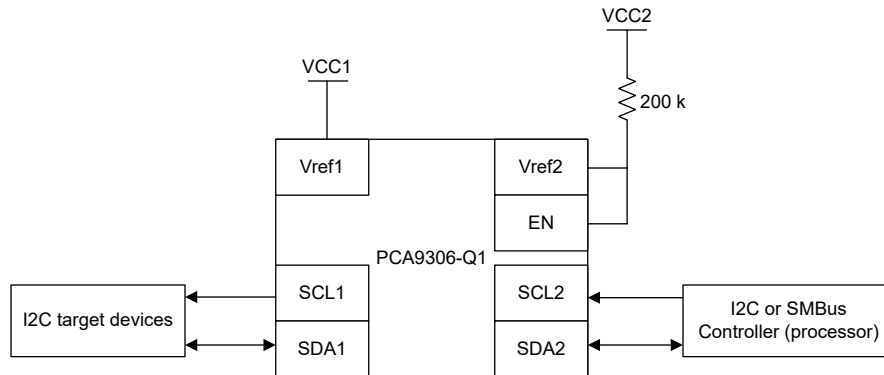 VCC2
VCC1
200 k
Vref1
Vref2
EN
PCA9306-Q1
SCL1
SCL2
I2C target devices
I2C or SMBus
Controller (processor)
SDA1
SDA2